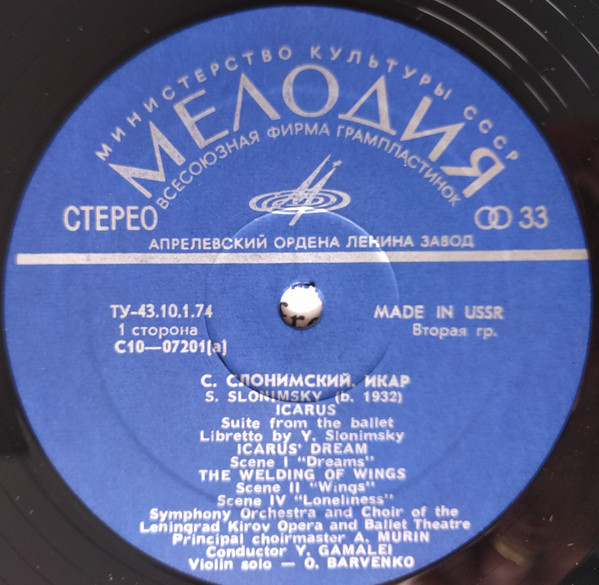 МИНИСТЕРСТВО КУЛЬТУРЫ СССР
МЕЛОДИЯ
ВСЕСОЮЗНАЯ ФИРМА ГРАМПЛАСТИНОК
СТЕРЕО
33
АПРЕЛЕВСКИЙ ОРДЕНА ЛЕНИНА ЗАВОД
ТУ-43.10.1.74
MADE IN USSR
1 сторона
Вторая гр.
С10—07201(а)
С. СЛОНИМСКИЙ. ИКАР
S. SLONIMSKY (b. 1932)
ICARUS
Suite from the ballet
Libretto by Y. Slonimsky
ICARUS' DREAM
Scene I "Dreams"
THE WELDING OF WINGS
Scene II "Wings"
Scene IV "Loneliness"
Symphony Orchestra and Choir of the
Leningrad Kirov Opera and Ballet Theatre
Principal choirmaster A. MURIN
Conductor Y. GAMALEI
Violin solo — O. BARVENKO